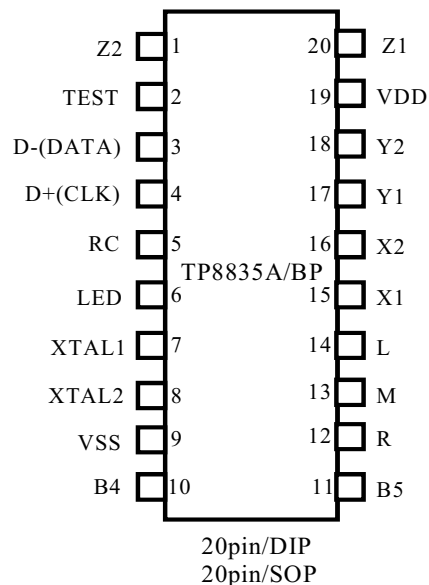 Z2 1 20 Z1
TEST 2 19 VDD
D-(DATA) 3 18 Y2
D+(CLK) 4 17 Y1
RC 5 16 X2
TP8835A/BP
LED 6 15 X1
XTAL1 7 14 L
XTAL2 8 13 M
VSS 9 12 R
B4 10 11 B5
20pin/DIP
20pin/SOP